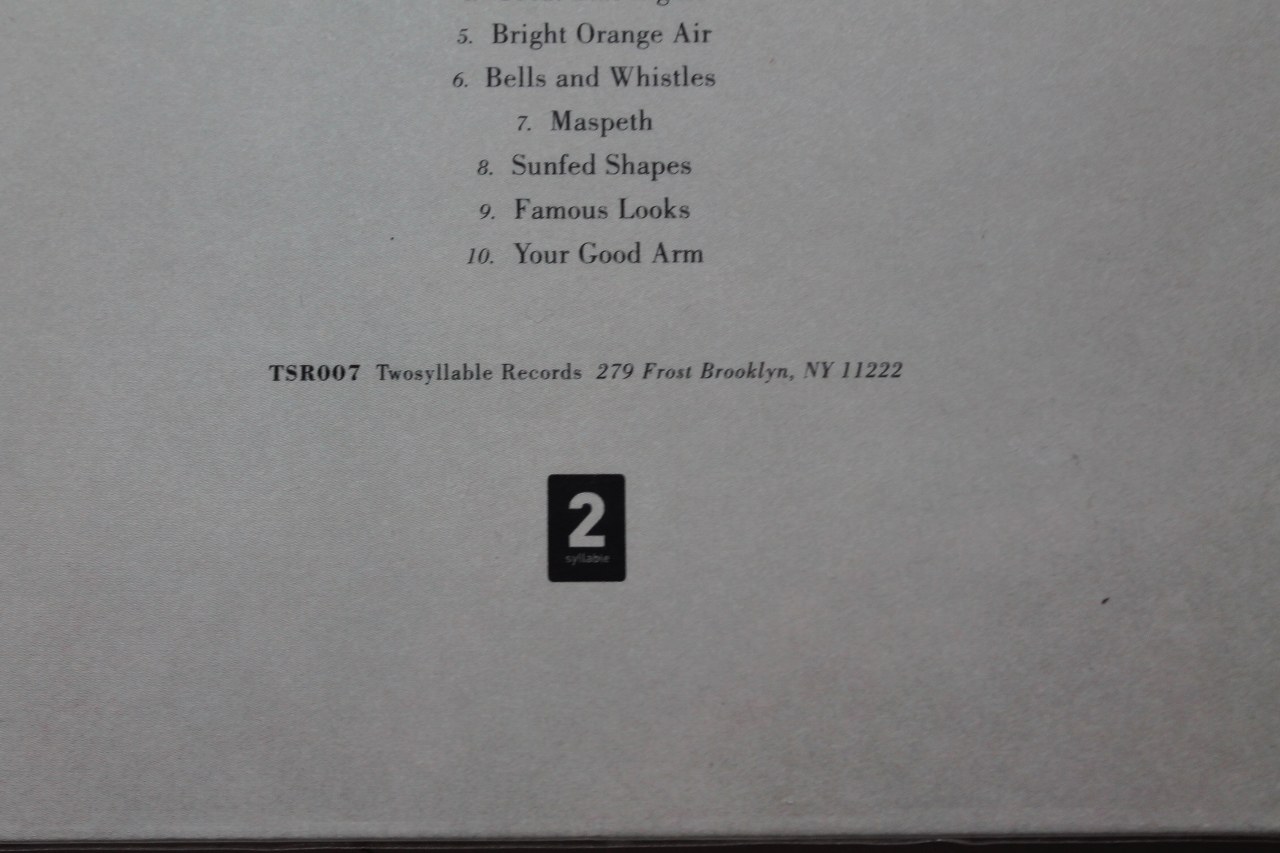 5. Bright Orange Air
6. Bells and Whistles
7. Maspeth
8. Sunfed Shapes
9. Famous Looks
10. Your Good Arm
TSR007 Twosyllable Records 279 Frost Brooklyn, NY 11222
2
syllable